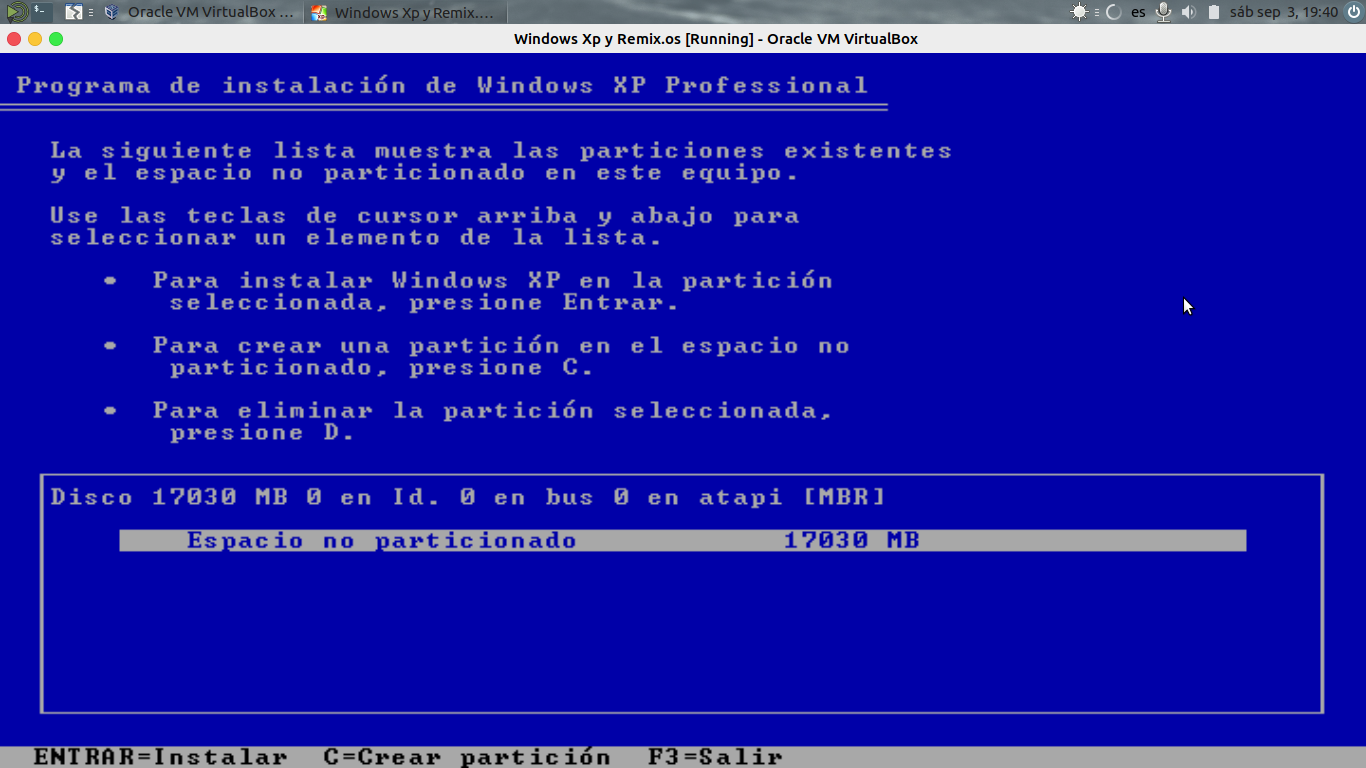 Oracle VM VirtualBox ...
Windows Xp y Remix....
es
sáb sep 3, 19:40
Windows Xp y Remix.os [Running] - Oracle VM VirtualBox
Programa de instalación de Windows XP Professional
La siguiente lista muestra las particiones existentes
y el espacio no particionado en este equipo.
Use las teclas de cursor arriba y abajo para
seleccionar un elemento de la lista.
• Para instalar Windows XP en la partición
seleccionada, presione Entrar.
• Para crear una partición en el espacio no
particionado, presione C.
• Para eliminar la partición seleccionada,
presione D.
Disco 17030 MB 0 en Id. 0 en bus 0 en atapi [MBR]
Espacio no particionado 17030 MB
ENTRAR=Instalar C=Crear partición F3=Salir